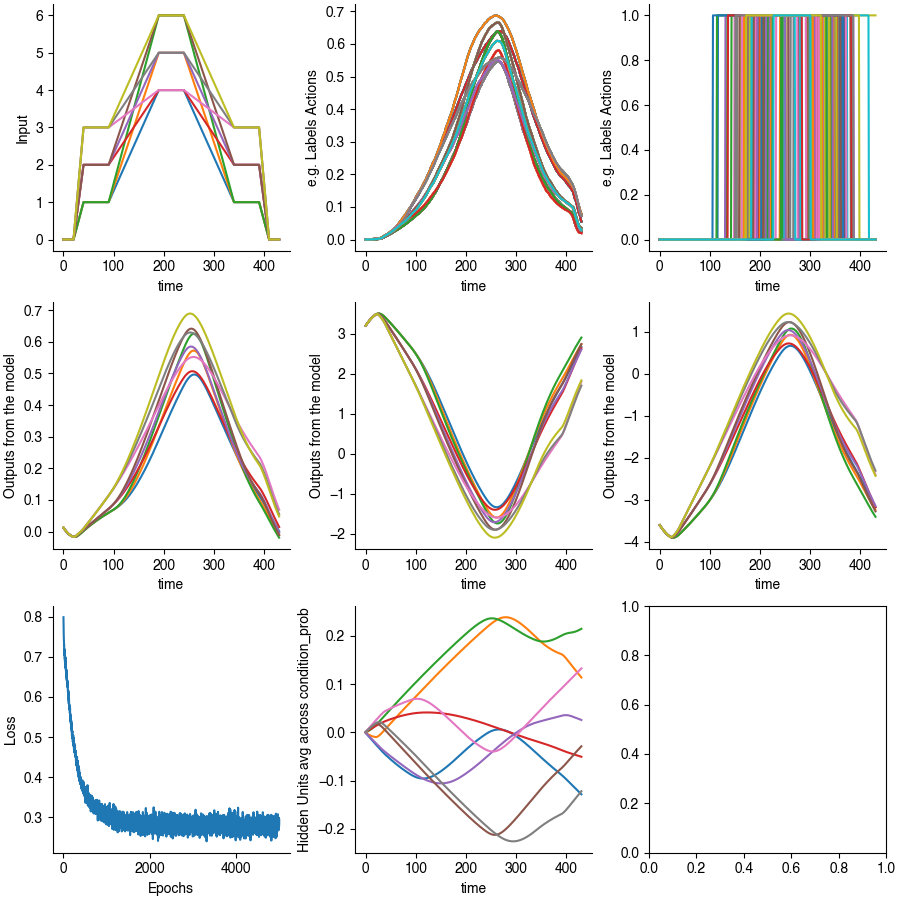 Input
6
5
4
3
2
1
0
0 100 200 300 400
time
e.g. Labels Actions
0.7
0.6
0.5
0.4
0.3
0.2
0.1
0.0
0 100 200 300 400
time
e.g. Labels Actions
1.0
0.8
0.6
0.4
0.2
0.0
0 100 200 300 400
time
Outputs from the model
0.7
0.6
0.5
0.4
0.3
0.2
0.1
0.0
0 100 200 300 400
time
Outputs from the model
3
2
1
0
−1
−2
0 100 200 300 400
time
Outputs from the model
1
0
−1
−2
−3
−4
0 100 200 300 400
time
Loss
0.8
0.7
0.6
0.5
0.4
0.3
0 2000 4000
Epochs
Hidden Units avg across condition_prob
0.2
0.1
0.0
−0.1
−0.2
0 100 200 300 400
time
1.0
0.8
0.6
0.4
0.2
0.0
0.0 0.2 0.4 0.6 0.8 1.0